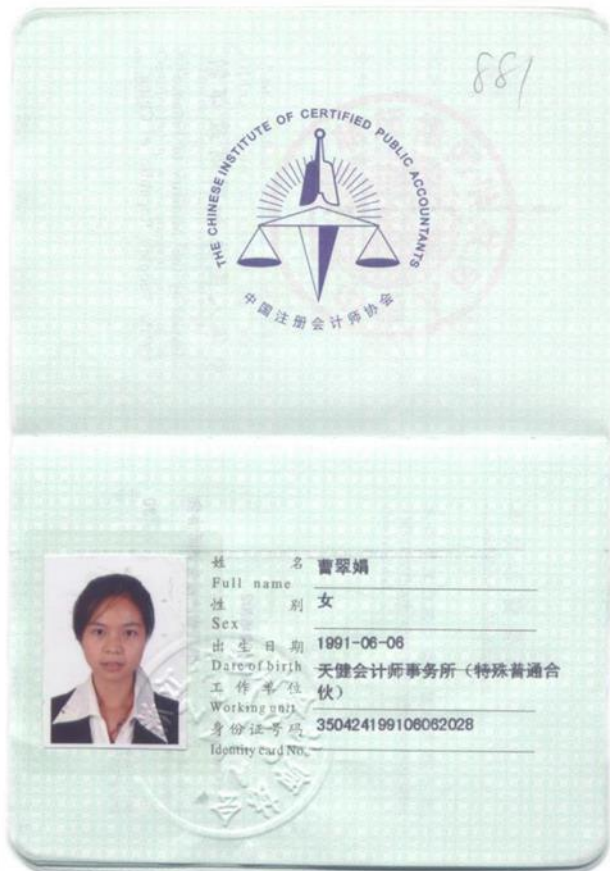 881
THE CHINESE INSTITUTE OF CERTIFIED PUBLIC ACCOUNTANTS
中国注册会计师协会
姓 名 曹翠娟
Full name
性 别 女
Sex
出生日期 1991-06-06
Date of birth
工作单位 天健会计师事务所（特殊普通合
伙）
Working unit
身份证号码 350424199106062028
Identity card No.